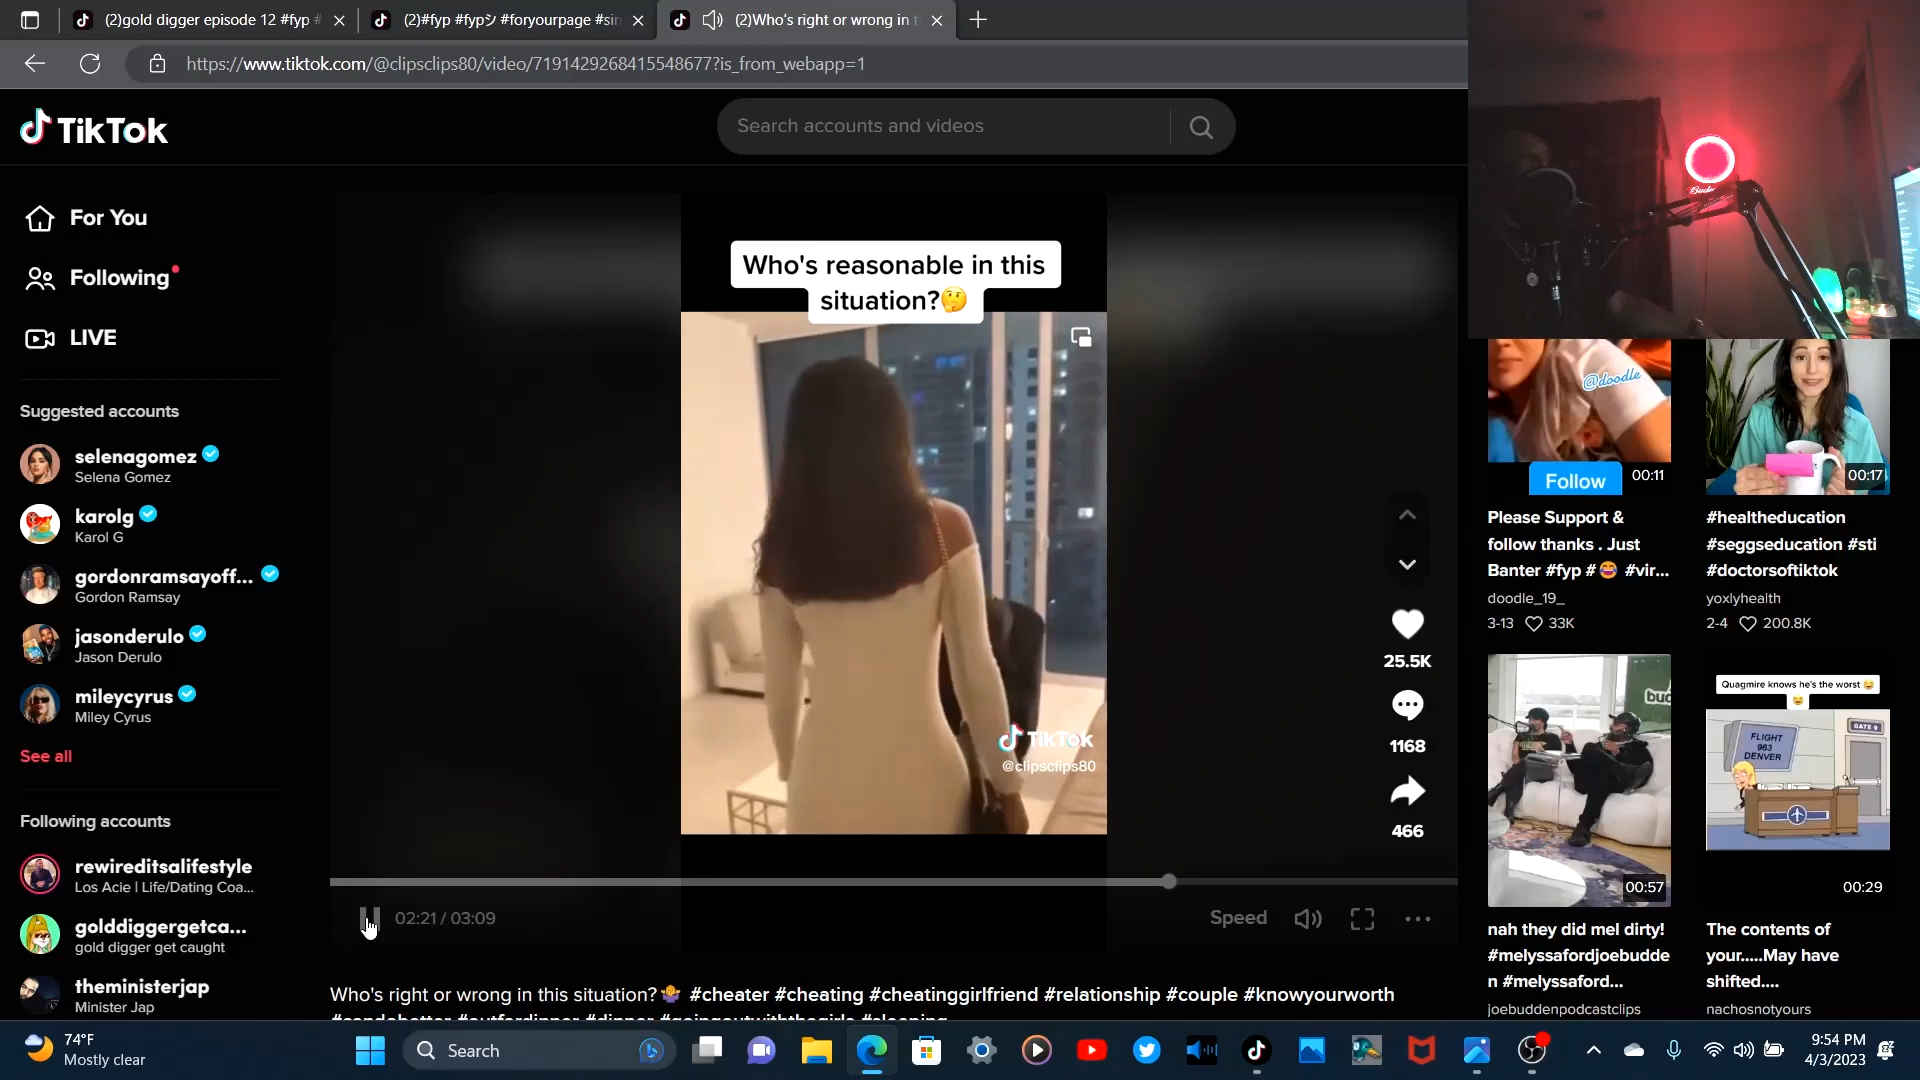 (2)gold digger episode 12 #fyp #
(2)#fyp #fypシ #foryourpage #sin
(2)Who's right or wrong in t
https://www.tiktok.com/@clipsclips80/video/7191429268415548677?is_from_webapp=1
TikTok
Search accounts and videos
For You
Following
LIVE
Suggested accounts
selenagomez
Selena Gomez
karolg
Karol G
gordonramsayoff...
Gordon Ramsay
jasonderulo
Jason Derulo
mileycyrus
Miley Cyrus
See all
Following accounts
rewireditsalifestyle
Los Acie | Life/Dating Coa...
golddiggergetca...
gold digger get caught
theministerjap
Minister Jap
Who's reasonable in this
situation?🤔
TikTok
@clipsclips80
25.5K
1168
466
02:21 / 03:09
Speed
Who's right or wrong in this situation?🤷 #cheater #cheating #cheatinggirlfriend #relationship #couple #knowyourworth
@doodle
Follow
00:11
Please Support &
follow thanks . Just
Banter #fyp # 😂 #vir...
doodle_19_
3-13
33K
00:17
#healtheducation
#seggseducation #sti
#doctorsoftiktok
yoxlyhealth
2-4
200.8K
00:57
nah they did mel dirty!
#melyssafordjoebudde
n #melyssaford...
joebuddenpodcastclips
Quagmire knows he's the worst 😂
FLIGHT
963
DENVER
GATE 9
00:29
The contents of
your.....May have
shifted....
nachosnotyours
74°F
Mostly clear
Search
9:54 PM
4/3/2023